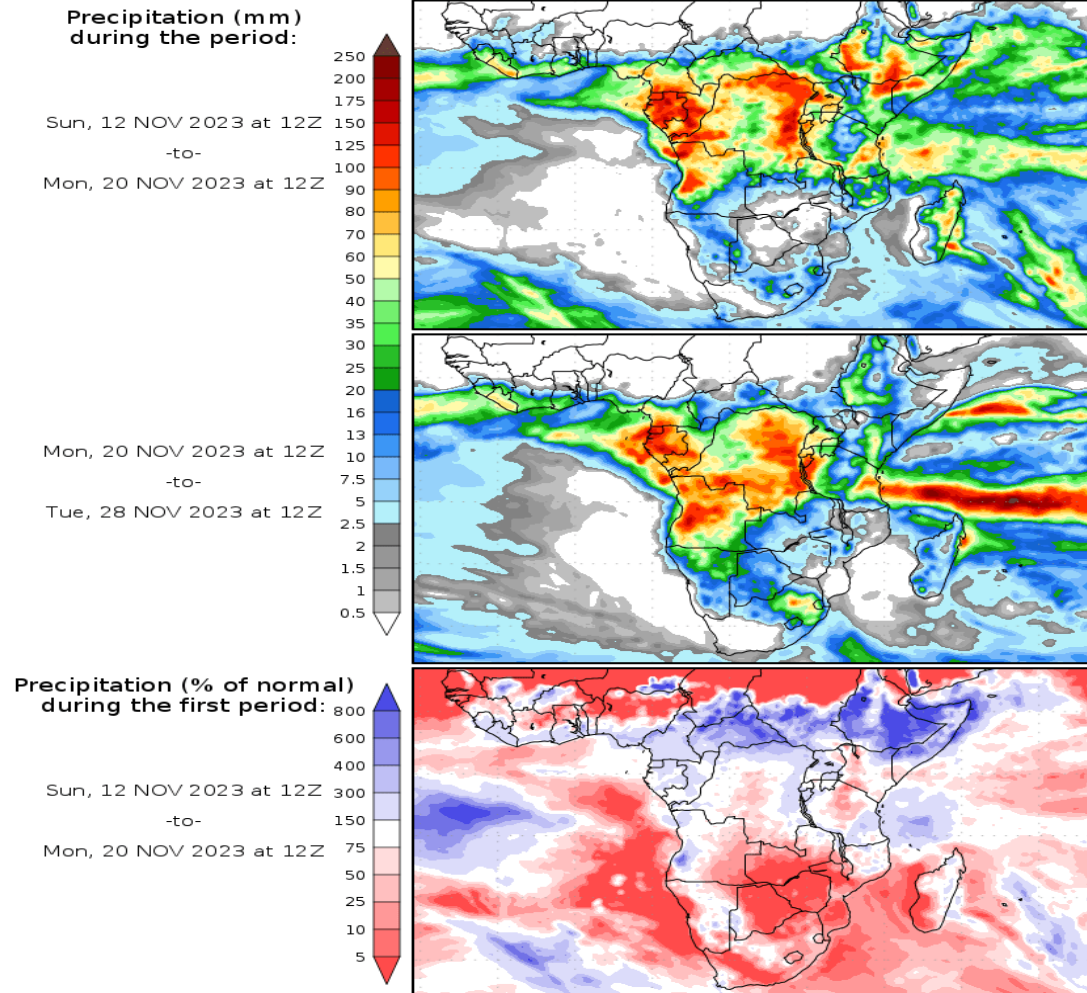 Precipitation (mm)
during the period:
250
200
175
150
125
100
90
80
70
60
50
40
35
30
25
20
16
13
10
7.5
5
2.5
2
1.5
1
0.5
Sun, 12 NOV 2023 at 12Z
-to-
Mon, 20 NOV 2023 at 12Z
Mon, 20 NOV 2023 at 12Z
-to-
Tue, 28 NOV 2023 at 12Z
Precipitation (% of normal)
during the first period:
800
600
400
300
150
75
50
25
10
5
Sun, 12 NOV 2023 at 12Z
-to-
Mon, 20 NOV 2023 at 12Z